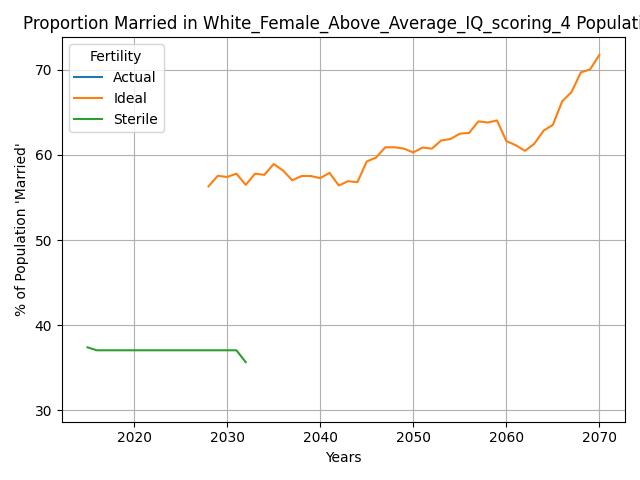 Proportion Married in White_Female_Above_Average_IQ_scoring_4 Populati
Fertility
Actual
Ideal
Sterile
% of Population 'Married'
70
60
50
40
30
2020 2030 2040 2050 2060 2070
Years